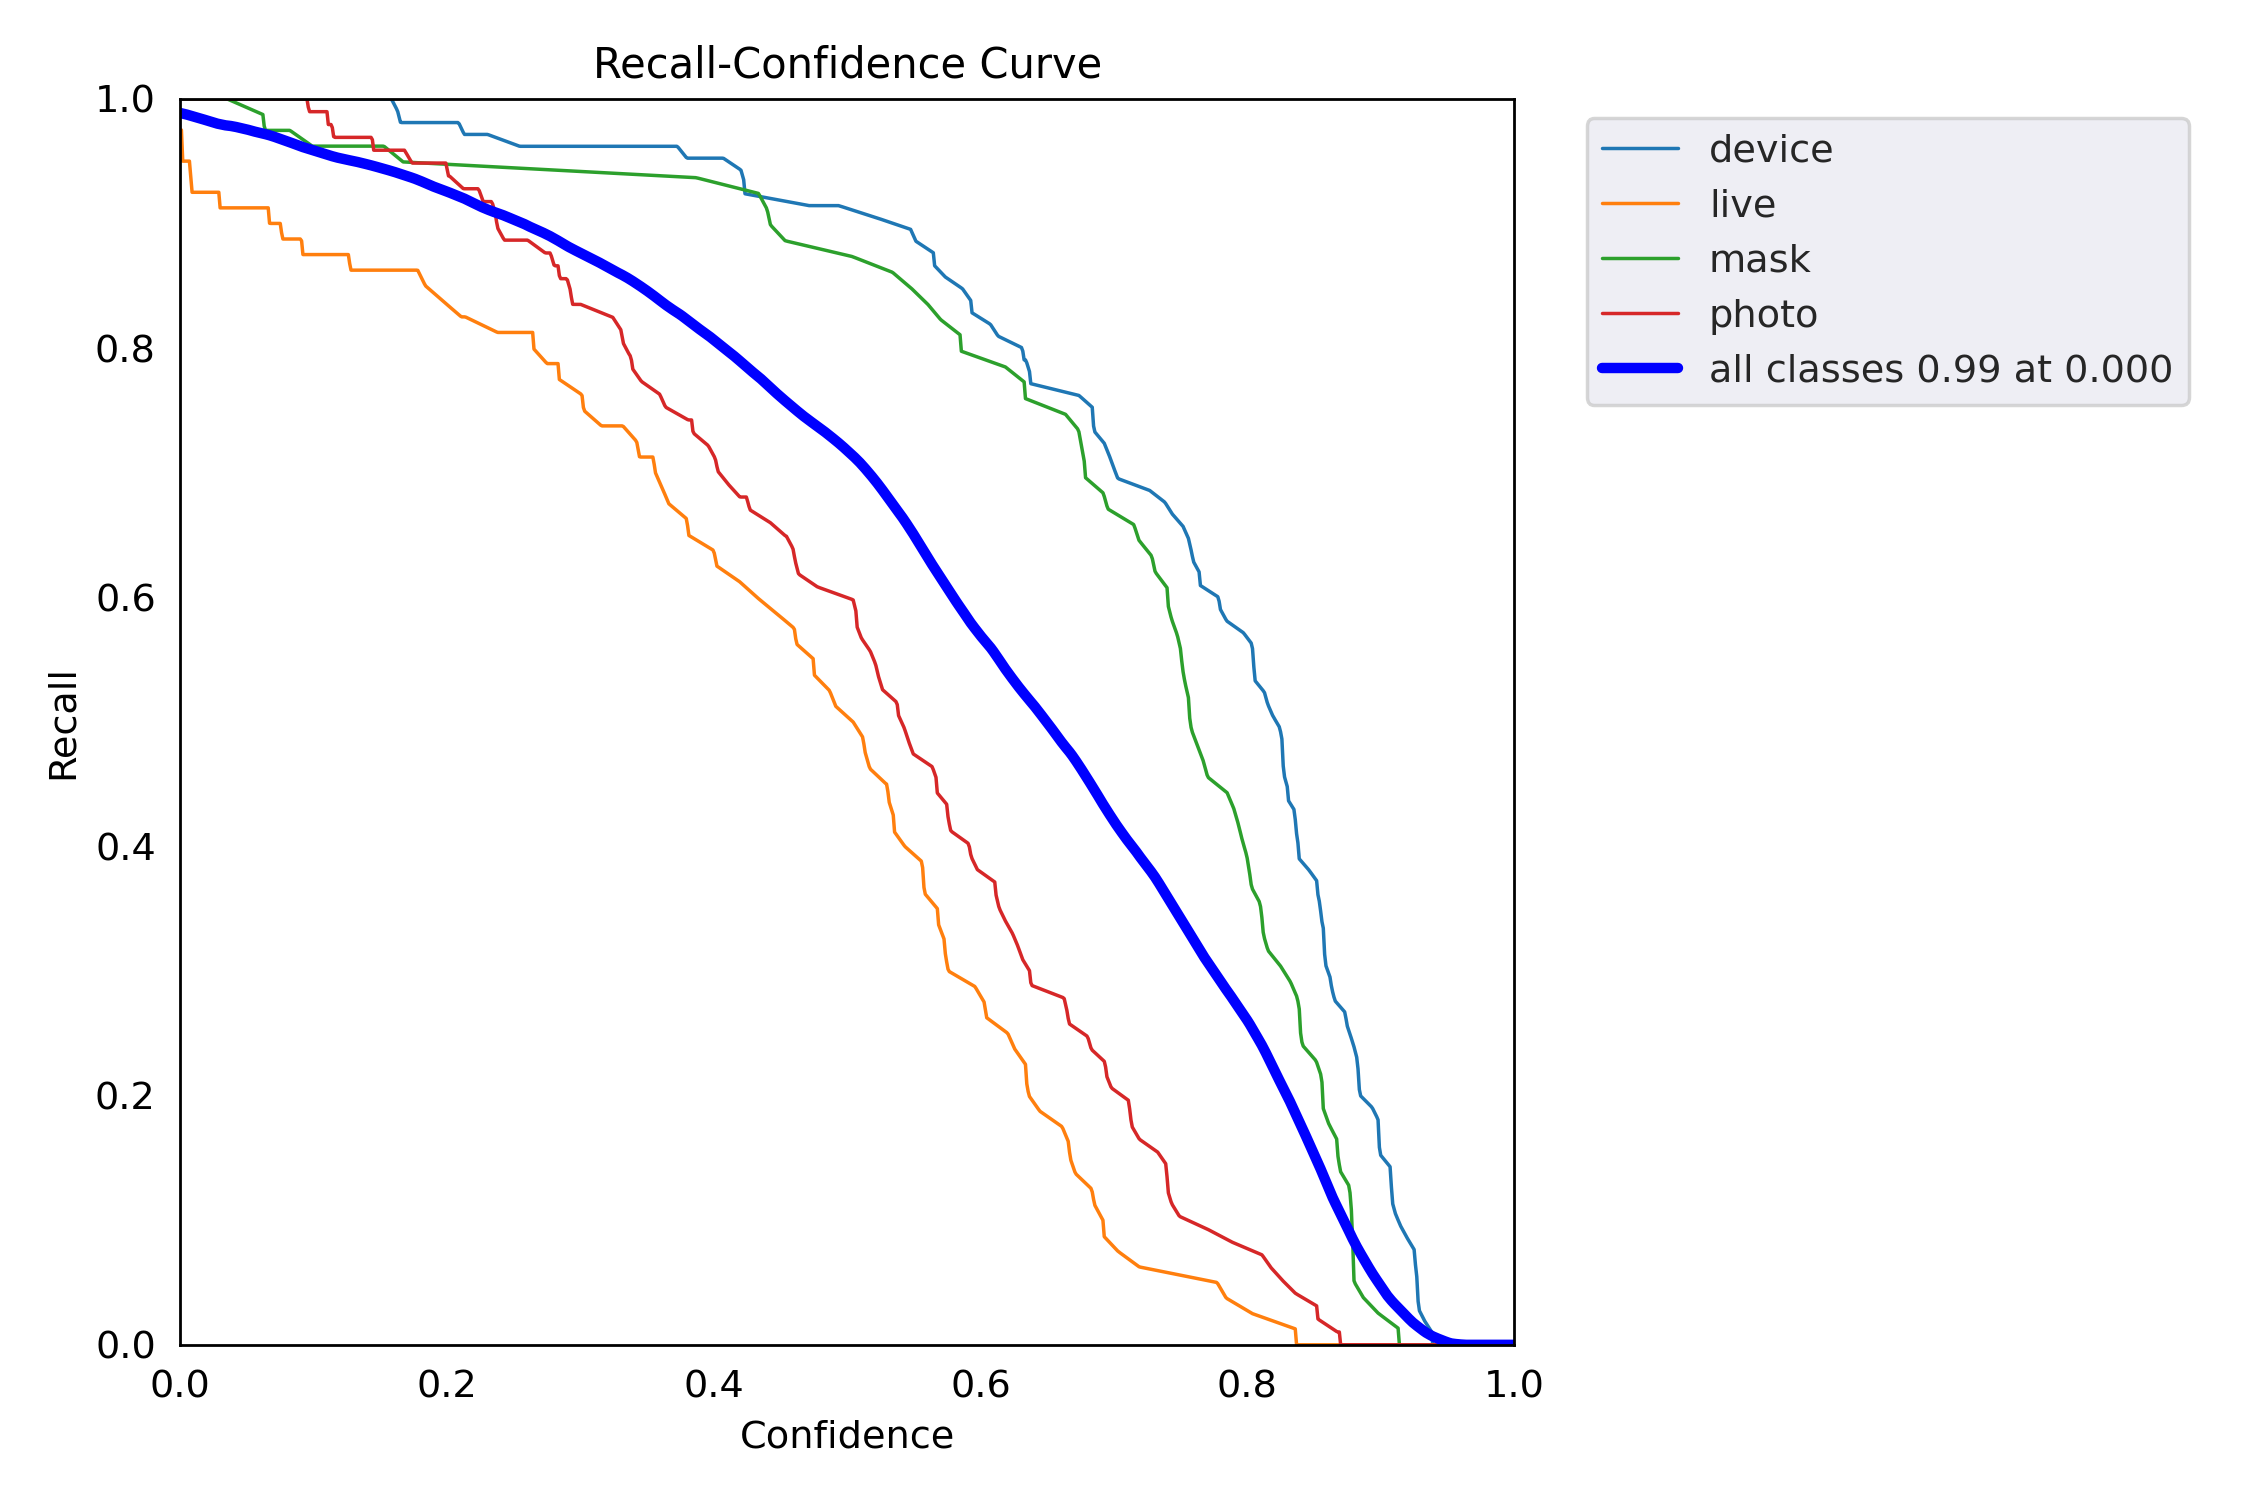 Recall-Confidence Curve
1.0
0.8
0.6
0.4
0.2
0.0
Recall
0.0 0.2 0.4 0.6 0.8 1.0
Confidence
device
live
mask
photo
all classes 0.99 at 0.000